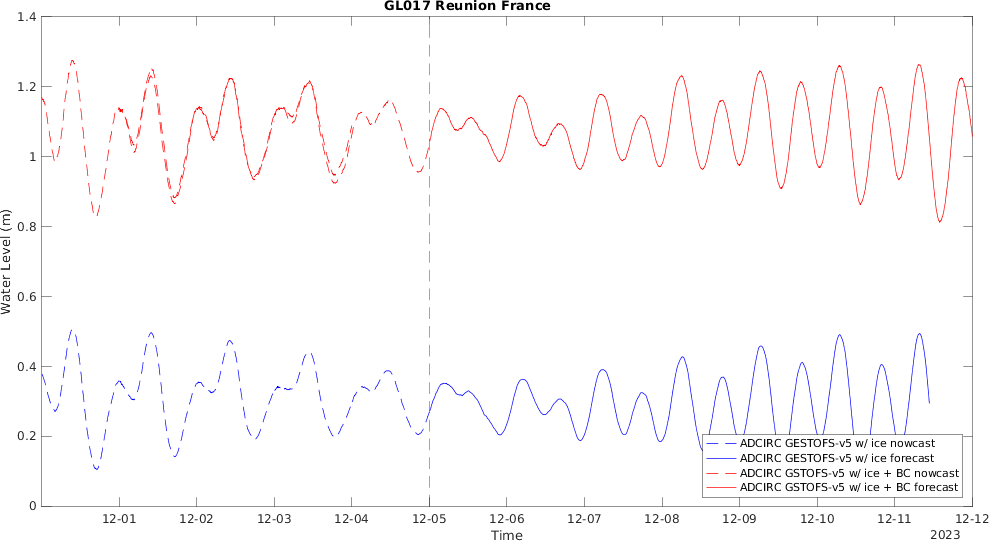 GL017 Reunion France
1.4
1.2
1
0.8
0.6
0.4
0.2
0
Water Level (m)
ADCIRC GESTOFS-v5 w/ ice nowcast
ADCIRC GESTOFS-v5 w/ ice forecast
ADCIRC GSTOFS-v5 w/ ice + BC nowcast
ADCIRC GSTOFS-v5 w/ ice + BC forecast
12-01 12-02 12-03 12-04 12-05 12-06 12-07 12-08 12-09 12-10 12-11 12-12
Time
2023